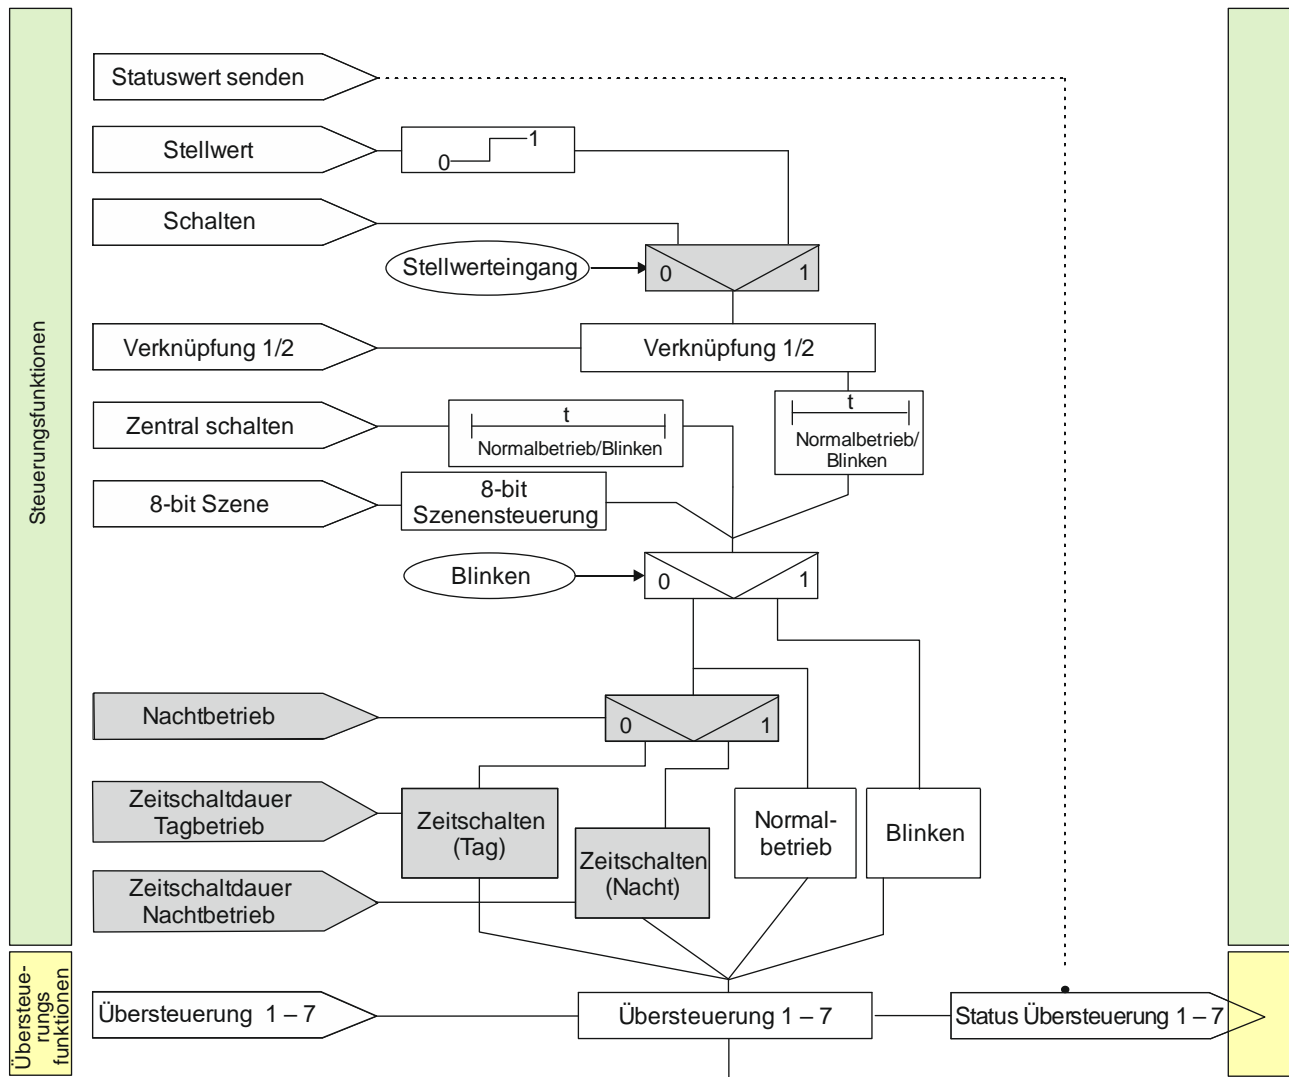 Steuerungsfunktionen
Statuswert senden
Stellwert
0
1
Schalten
Stellwerteingang
0
1
Verknüpfung 1/2
Verknüpfung 1/2
Zentral schalten
t
Normalbetrieb/Blinken
t
Normalbetrieb/
Blinken
8-bit Szene
8-bit
Szenensteuerung
Blinken
0
1
Nachtbetrieb
0
1
Zeitschaltdauer
Tagbetrieb
Zeitschalten
(Tag)
Zeitschalten
(Nacht)
Normal-
betrieb
Blinken
Zeitschaltdauer
Nachtbetrieb
Übersteue-
rungs
funktionen
Übersteuerung 1 – 7
Übersteuerung 1 – 7
Status Übersteuerung 1 – 7